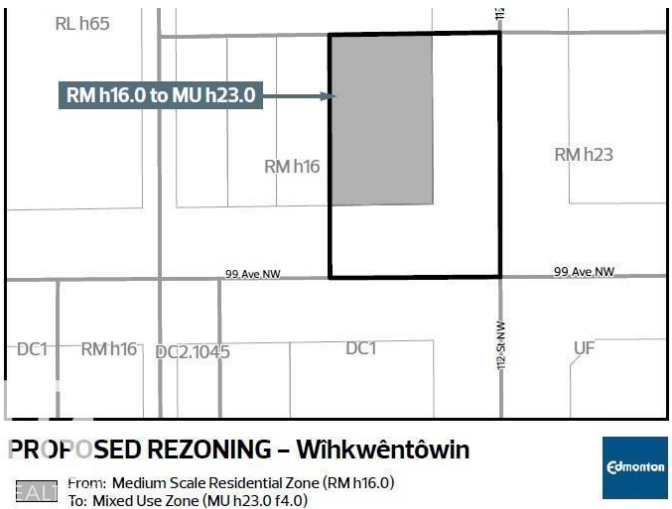 RL h65
112
RM h16.0 to MU h23.0
RM h16
RM h23
99 Ave NW
99 Ave NW
DC1
RM h16
DC2.1045
DC1
112 St NW
UF
PROPOSED REZONING – Wîhkwêntôwin
Edmonton
EALT
From: Medium Scale Residential Zone (RM h16.0)
To: Mixed Use Zone (MU h23.0 f4.0)